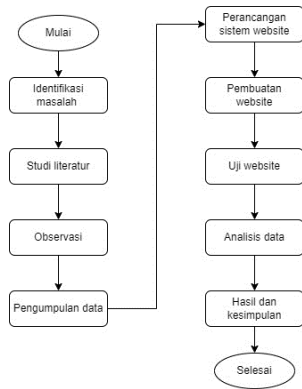 Mulai
Identifikasi
masalah
Studi literatur
Observasi
Pengumpulan data
Perancangan
sistem website
Pembuatan
website
Uji website
Analisis data
Hasil dan
kesimpulan
Selesai